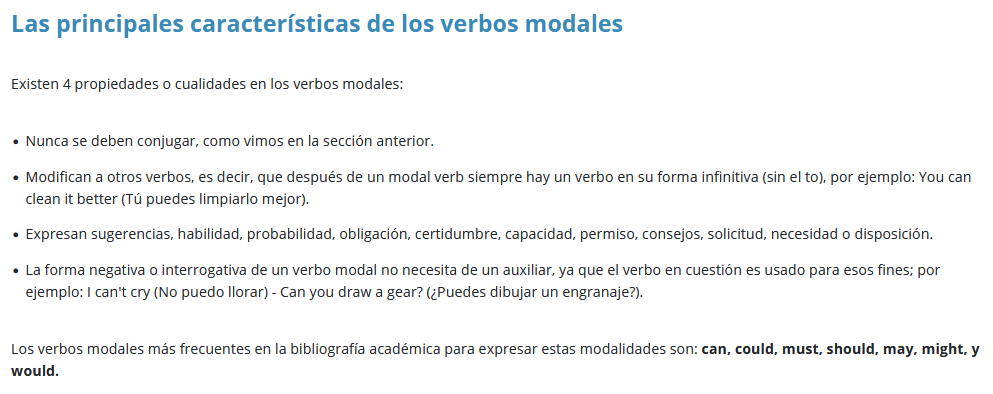 Las principales características de los verbos modales
Existen 4 propiedades o cualidades en los verbos modales:
• Nunca se deben conjugar, como vimos en la sección anterior.
• Modifican a otros verbos, es decir, que después de un modal verb siempre hay un verbo en su forma infinitiva (sin el to), por ejemplo: You can
clean it better (Tú puedes limpiarlo mejor).
• Expresan sugerencias, habilidad, probabilidad, obligación, certidumbre, capacidad, permiso, consejos, solicitud, necesidad o disposición.
• La forma negativa o interrogativa de un verbo modal no necesita de un auxiliar, ya que el verbo en cuestión es usado para esos fines; por
ejemplo: I can't cry (No puedo llorar) - Can you draw a gear? (¿Puedes dibujar un engranaje?).
Los verbos modales más frecuentes en la bibliografía académica para expresar estas modalidades son: can, could, must, should, may, might, y
would.